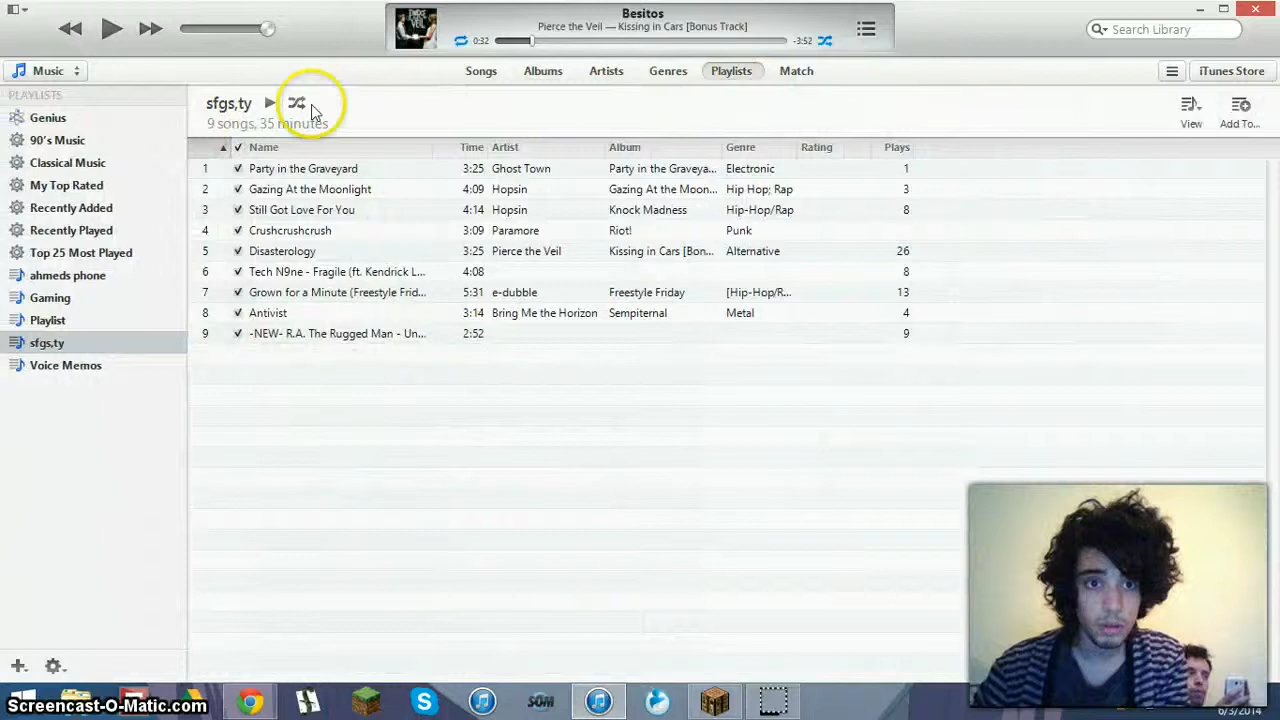 Besitos
Pierce the Veil — Kissing in Cars [Bonus Track]
0:32
-3:52
Search Library
Music
Songs
Albums
Artists
Genres
Playlists
Match
iTunes Store
PLAYLISTS
Genius
90's Music
Classical Music
My Top Rated
Recently Added
Recently Played
Top 25 Most Played
ahmeds phone
Gaming
Playlist
sfgs,ty
Voice Memos
sfgs,ty
9 songs, 35 minutes
View
Add To...
Name Time Artist Album Genre Rating Plays
1 Party in the Graveyard 3:25 Ghost Town Party in the Graveya... Electronic 1
2 Gazing At the Moonlight 4:09 Hopsin Gazing At the Moon... Hip Hop; Rap 3
3 Still Got Love For You 4:14 Hopsin Knock Madness Hip-Hop/Rap 8
4 Crushcrushcrush 3:09 Paramore Riot! Punk
5 Disasterology 3:25 Pierce the Veil Kissing in Cars [Bon... Alternative 26
6 Tech N9ne - Fragile (ft. Kendrick L... 4:08 8
7 Grown for a Minute (Freestyle Frid... 5:31 e-dubble Freestyle Friday [Hip-Hop/R... 13
8 Antivist 3:14 Bring Me the Horizon Sempiternal Metal 4
9 -NEW- R.A. The Rugged Man - Un... 2:52 9
SOM
Screencast-O-Matic.com
6/3/2014